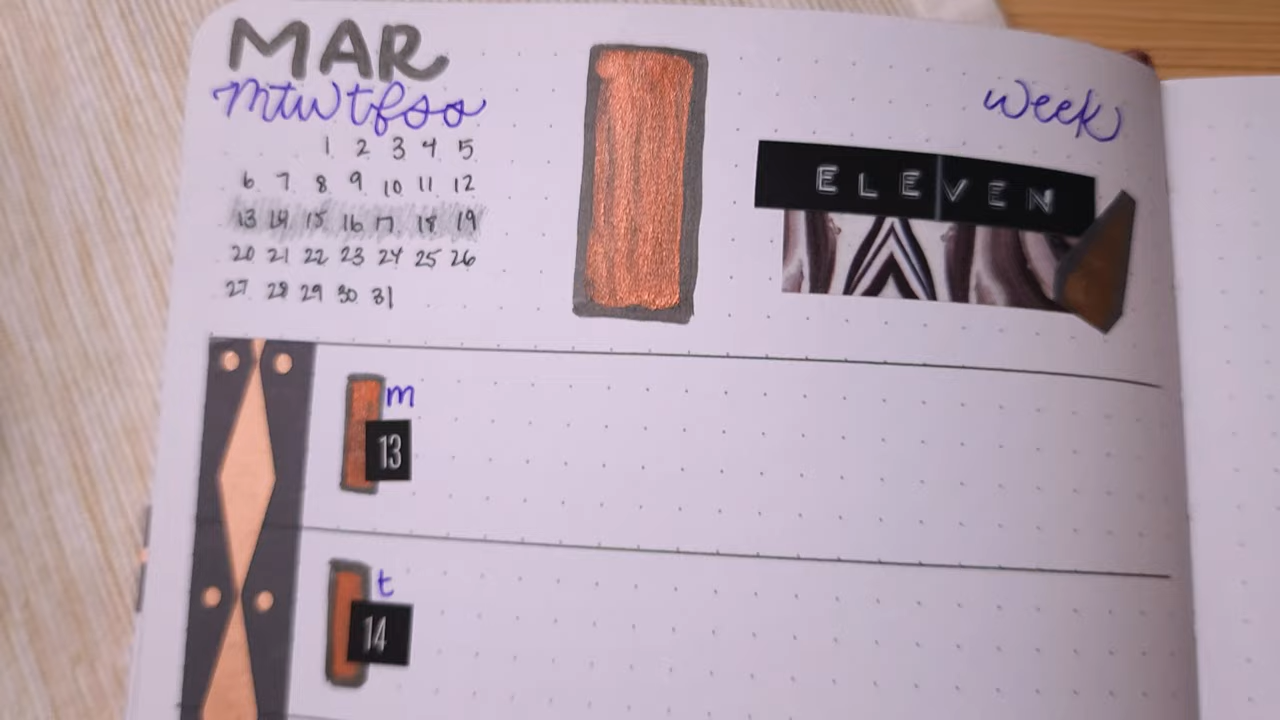 MAR
mtwtfss
1 2 3 4 5
6 7 8 9 10 11 12
13 14 15 16 17 18 19
20 21 22 23 24 25 26
27 28 29 30 31
week
ELEVEN
m
13
t
14